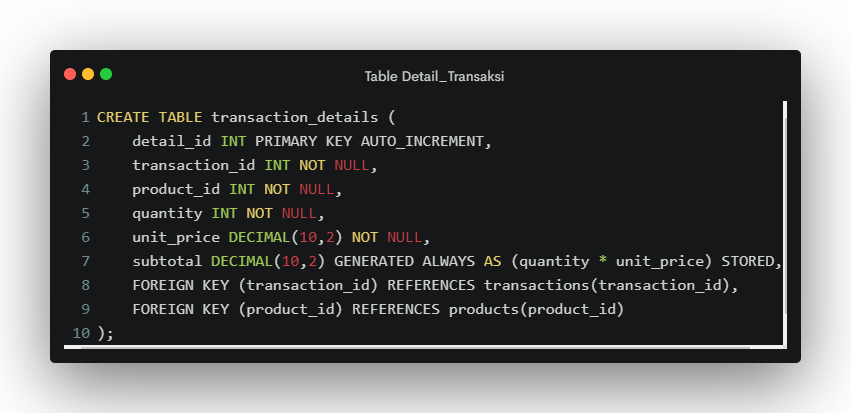 Table Detail_Transaksi
1 CREATE TABLE transaction_details (
2     detail_id INT PRIMARY KEY AUTO_INCREMENT,
3     transaction_id INT NOT NULL,
4     product_id INT NOT NULL,
5     quantity INT NOT NULL,
6     unit_price DECIMAL(10,2) NOT NULL,
7     subtotal DECIMAL(10,2) GENERATED ALWAYS AS (quantity * unit_price) STORED,
8     FOREIGN KEY (transaction_id) REFERENCES transactions(transaction_id),
9     FOREIGN KEY (product_id) REFERENCES products(product_id)
10 );